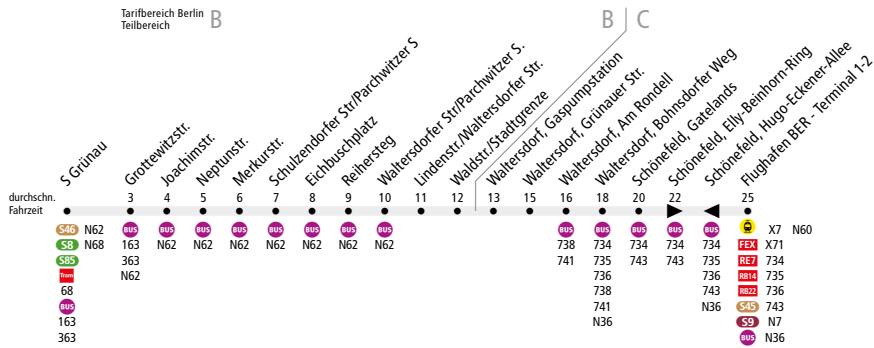 Tarifbereich Berlin
Teilbereich
B
B
C
S Grünau
Grottewitzstr.
Joachimstr.
Neptunstr.
Merkurstr.
Schulzendorfer Str/Parchwitzer S
Eichbuschplatz
Reihersteg
Waltersdorfer Str/Parchwitzer S.
Lindenstr./Waltersdorfer Str.
Waldstr./Stadtgrenze
Waltersdorf, Gaspumpstation
Waltersdorf, Grünauer Str.
Waltersdorf, Am Rondell
Waltersdorf, Bohnsdorfer Weg
Schönefeld, Gatelands
Schönefeld, Elly-Beinhorn-Ring
Schönefeld, Hugo-Eckener-Allee
Flughafen BER - Terminal 1-2
durchschn. 3 4 5 6 7 8 9 10 11 12 13 15 16 18 20 22 25
Fahrzeit
S46 N62 BUS BUS BUS BUS BUS BUS BUS BUS BUS BUS BUS BUS BUS X7 N60
S8 N68 163 N62 N62 N62 N62 N62 N62 N62 738 734 734 734 734 FEX X71
S85 363 741 735 743 743 735 RE7 734
Tram N62 736 736 RB14 735
68 738 743 RB22 736
BUS 741 N36 S45 743
163 N36 S9 N7
363 BUS N36